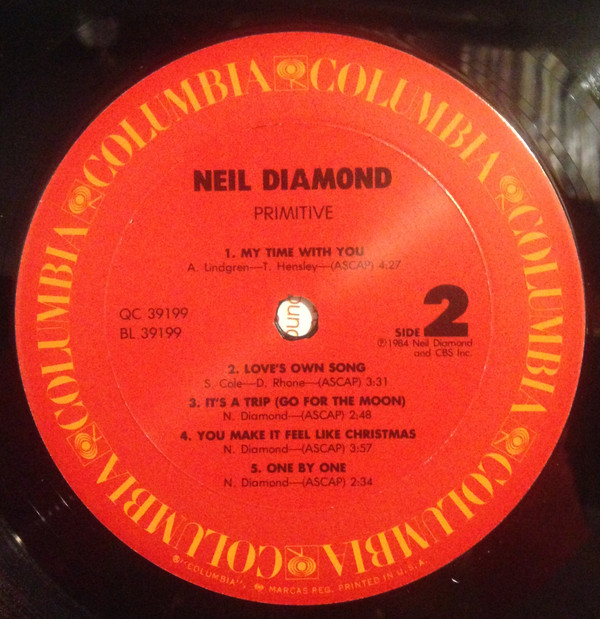 COLUMBIA COLUMBIA COLUMBIA COLUMBIA COLUMBIA COLUMBIA
NEIL DIAMOND
PRIMITIVE
1. MY TIME WITH YOU
A. Lindgren—T. Hensley—(ASCAP) 4:27
QC 39199
BL 39199
SIDE 2
℗1984 Neil Diamond
and CBS Inc.
2. LOVE'S OWN SONG
S. Cole—D. Rhone—(ASCAP) 3:31
3. IT'S A TRIP (GO FOR THE MOON)
N. Diamond—(ASCAP) 2:48
4. YOU MAKE IT FEEL LIKE CHRISTMAS
N. Diamond—(ASCAP) 3:57
5. ONE BY ONE
N. Diamond—(ASCAP) 2:34
® "COLUMBIA", MARCAS REG. PRINTED IN U.S.A.